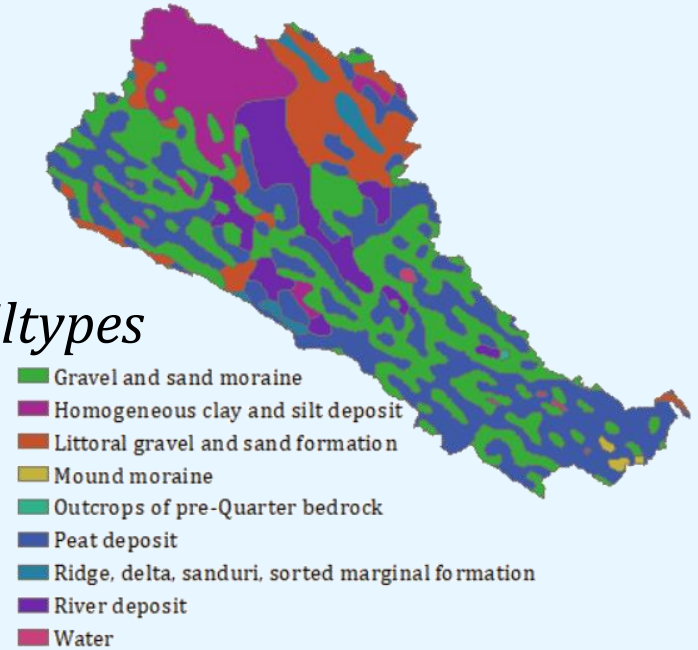 ltypes
Gravel and sand moraine
Homogeneous clay and silt deposit
Littoral gravel and sand formation
Mound moraine
Outcrops of pre-Quarter bedrock
Peat deposit
Ridge, delta, sanduri, sorted marginal formation
River deposit
Water